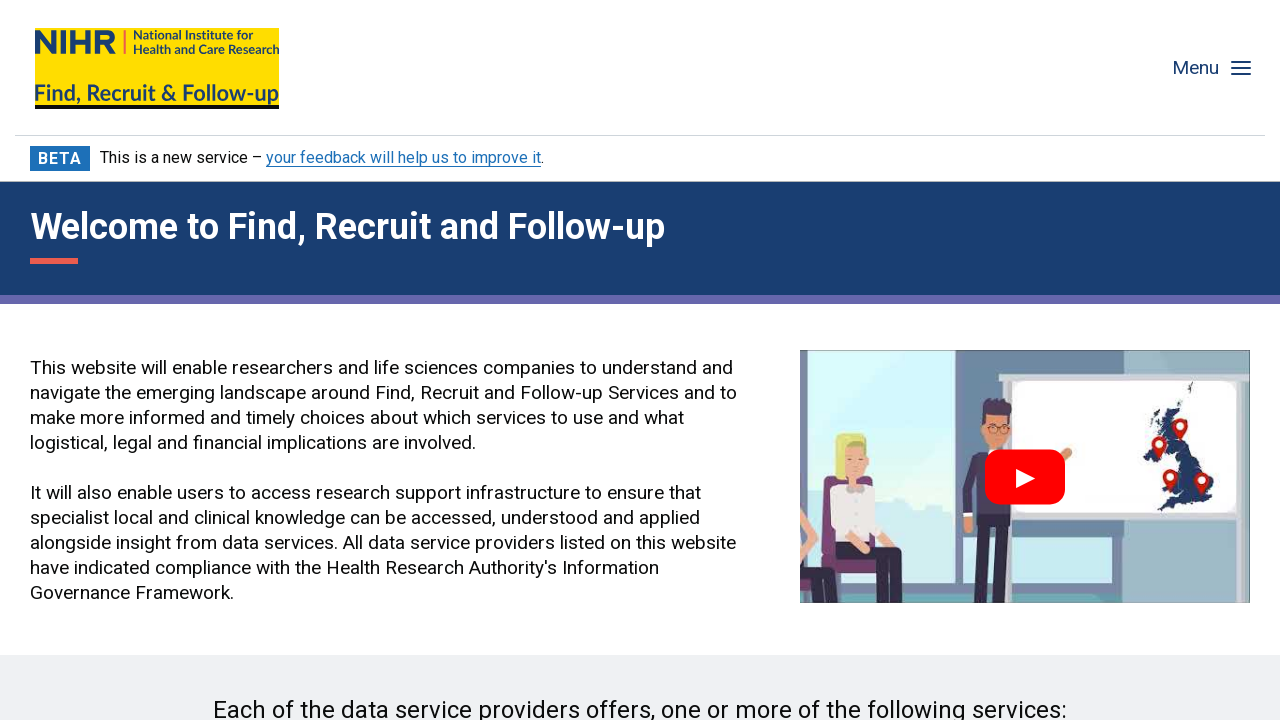 NIHR | National Institute for
Health and Care Research
Find, Recruit & Follow-up
Menu
BETA This is a new service – your feedback will help us to improve it.
Welcome to Find, Recruit and Follow-up
This website will enable researchers and life sciences companies to understand and
navigate the emerging landscape around Find, Recruit and Follow-up Services and to
make more informed and timely choices about which services to use and what
logistical, legal and financial implications are involved.
It will also enable users to access research support infrastructure to ensure that
specialist local and clinical knowledge can be accessed, understood and applied
alongside insight from data services. All data service providers listed on this website
have indicated compliance with the Health Research Authority's Information
Governance Framework.
Each of the data service providers offers, one or more of the following services: